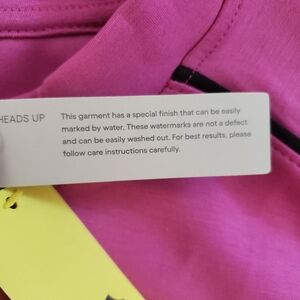 HEADS UP
This garment has a special finish that can be easily
marked by water. These watermarks are not a defect
and can be easily washed out. For best results, please
follow care instructions carefully.